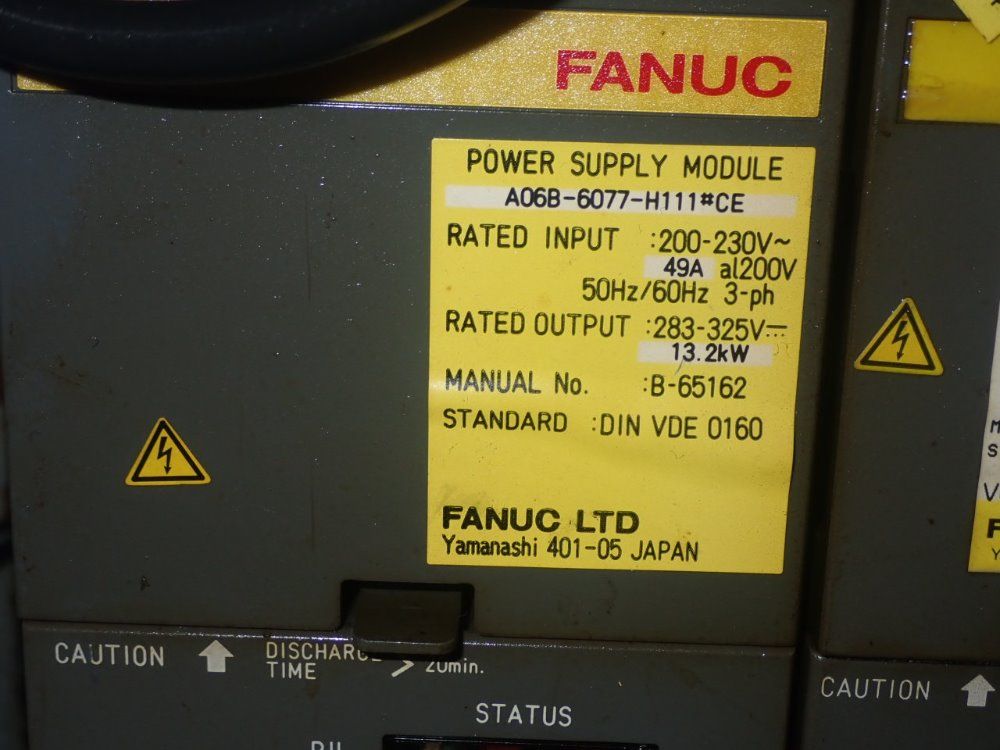 FANUC
POWER SUPPLY MODULE
A06B-6077-H111#CE
RATED INPUT :200-230V~
49A al200V
50Hz/60Hz 3-ph
RATED OUTPUT :283-325V⎓
13.2kW
MANUAL No. :B-65162
STANDARD :DIN VDE 0160
FANUC LTD
Yamanashi 401-05 JAPAN
CAUTION
DISCHARGE
TIME > 20min.
STATUS
CAUTION